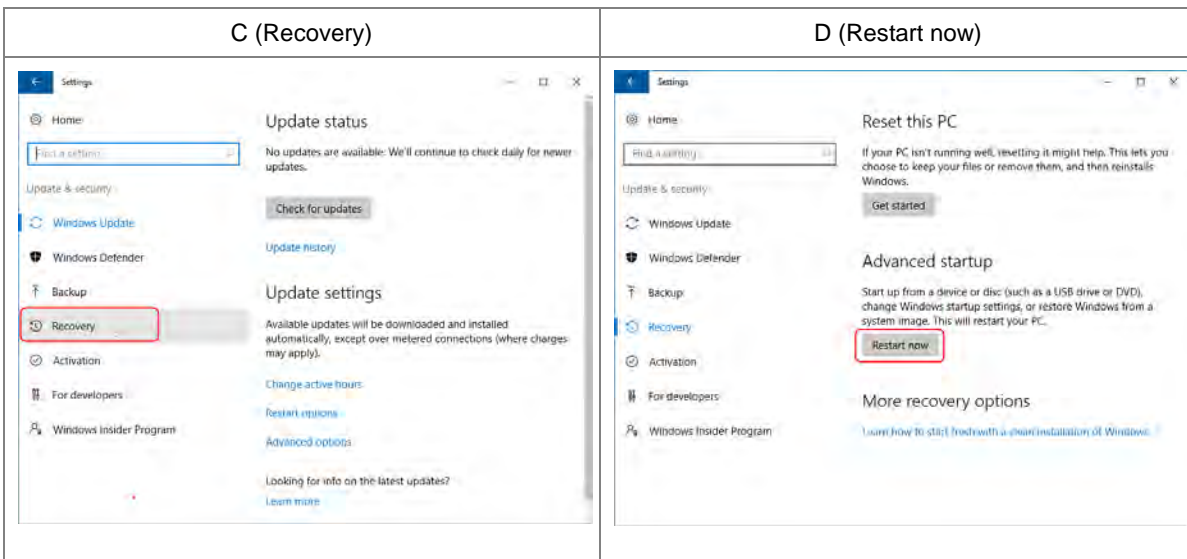 C (Recovery)
D (Restart now)
Settings
Home
Find a setting
Update & security
Windows Update
Windows Defender
Backup
Recovery
Activation
For developers
Windows Insider Program
Update status
No updates are available. We'll continue to check daily for newer
updates.
Check for updates
Update history
Update settings
Available updates will be downloaded and installed
automatically, except over metered connections (where charges
may apply).
Change active hours
Restart options
Advanced options
Looking for info on the latest updates?
Learn more
Settings
Home
Find a setting
Update & security
Windows Update
Windows Defender
Backup
Recovery
Activation
For developers
Windows Insider Program
Reset this PC
If your PC isn't running well, resetting it might help. This lets you
choose to keep your files or remove them, and then reinstalls
Windows.
Get started
Advanced startup
Start up from a device or disc (such as a USB drive or DVD),
change Windows startup settings, or restore Windows from a
system image. This will restart your PC.
Restart now
More recovery options
Learn how to start fresh with a clean installation of Windows